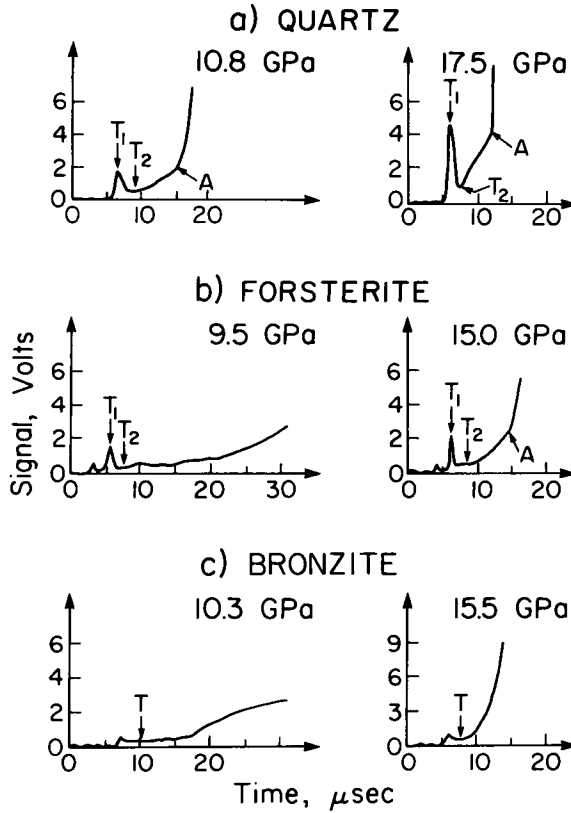 a) QUARTZ
10.8 GPa
17.5 GPa
6
4
2
0
T₁
T₂
A
0
10
20
6
4
2
0
T₁
T₂
A
0
10
20
b) FORSTERITE
9.5 GPa
15.0 GPa
Signal, Volts
6
4
2
0
T₁
T₂
0
10
20
30
6
4
2
0
T₁
T₂
A
0
10
20
c) BRONZITE
10.3 GPa
15.5 GPa
6
4
2
0
T
0
10
20
30
9
6
3
0
T
0
10
20
Time, μsec